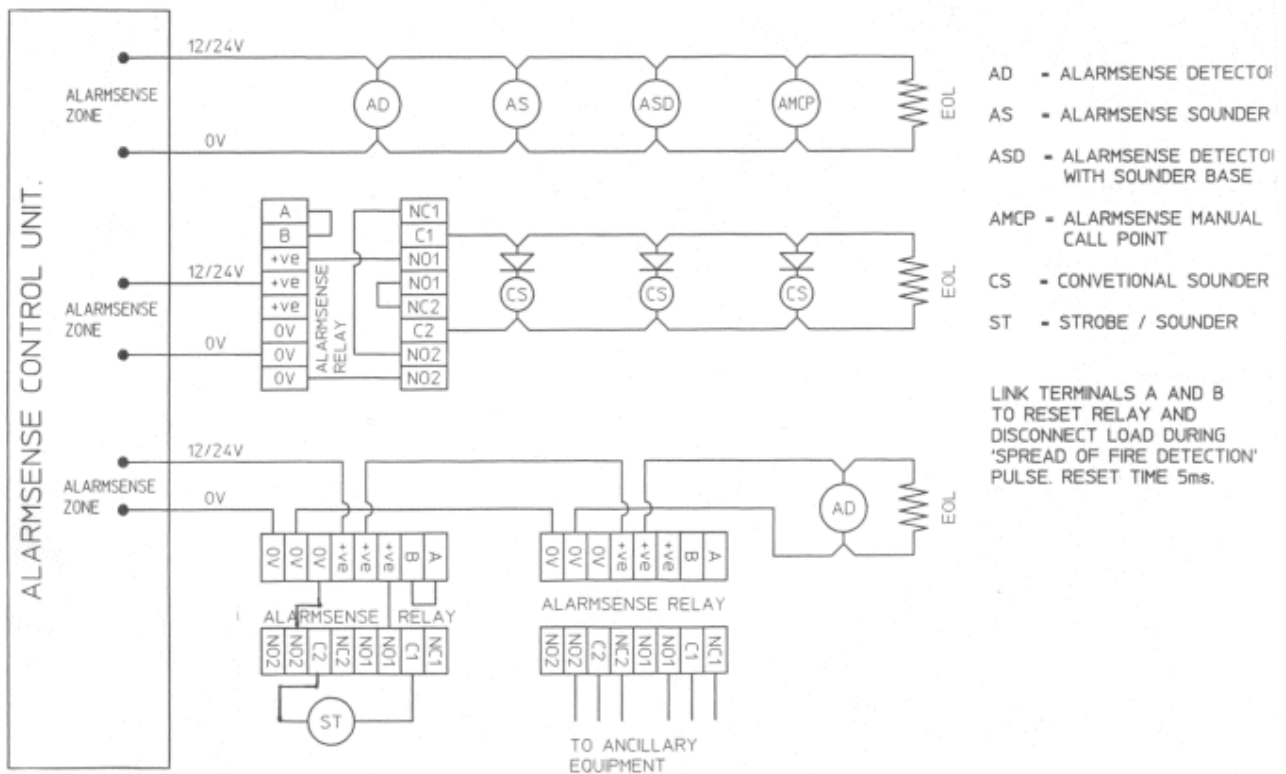 ALARMSENSE CONTROL UNIT.
12/24V
ALARMSENSE
ZONE
0V
AD
AS
ASD
AMCP
EOL
12/24V
ALARMSENSE
ZONE
0V
A
B
+ve
+ve
+ve
0V
0V
0V
ALARMSENSE
RELAY
NC1
C1
NO1
NO1
NC2
C2
NO2
NO2
CS
CS
CS
EOL
12/24V
ALARMSENSE
ZONE
0V
0V
0V
0V
+ve
+ve
+ve
B
A
ALARMSENSE RELAY
NO2
NO2
C2
NC2
NO1
NO1
C1
NC1
ST
0V
0V
0V
+ve
+ve
+ve
B
A
ALARMSENSE RELAY
NO2
NO2
C2
NC2
NO1
NO1
C1
NC1
TO ANCILLARY
EQUIPMENT
AD
EOL
AD = ALARMSENSE DETECTO
AS = ALARMSENSE SOUNDER
ASD = ALARMSENSE DETECTO
WITH SOUNDER BASE
AMCP = ALARMSENSE MANUAL
CALL POINT
CS = CONVETIONAL SOUNDER
ST = STROBE / SOUNDER
LINK TERMINALS A AND B
TO RESET RELAY AND
DISCONNECT LOAD DURING
'SPREAD OF FIRE DETECTION'
PULSE. RESET TIME 5ms.